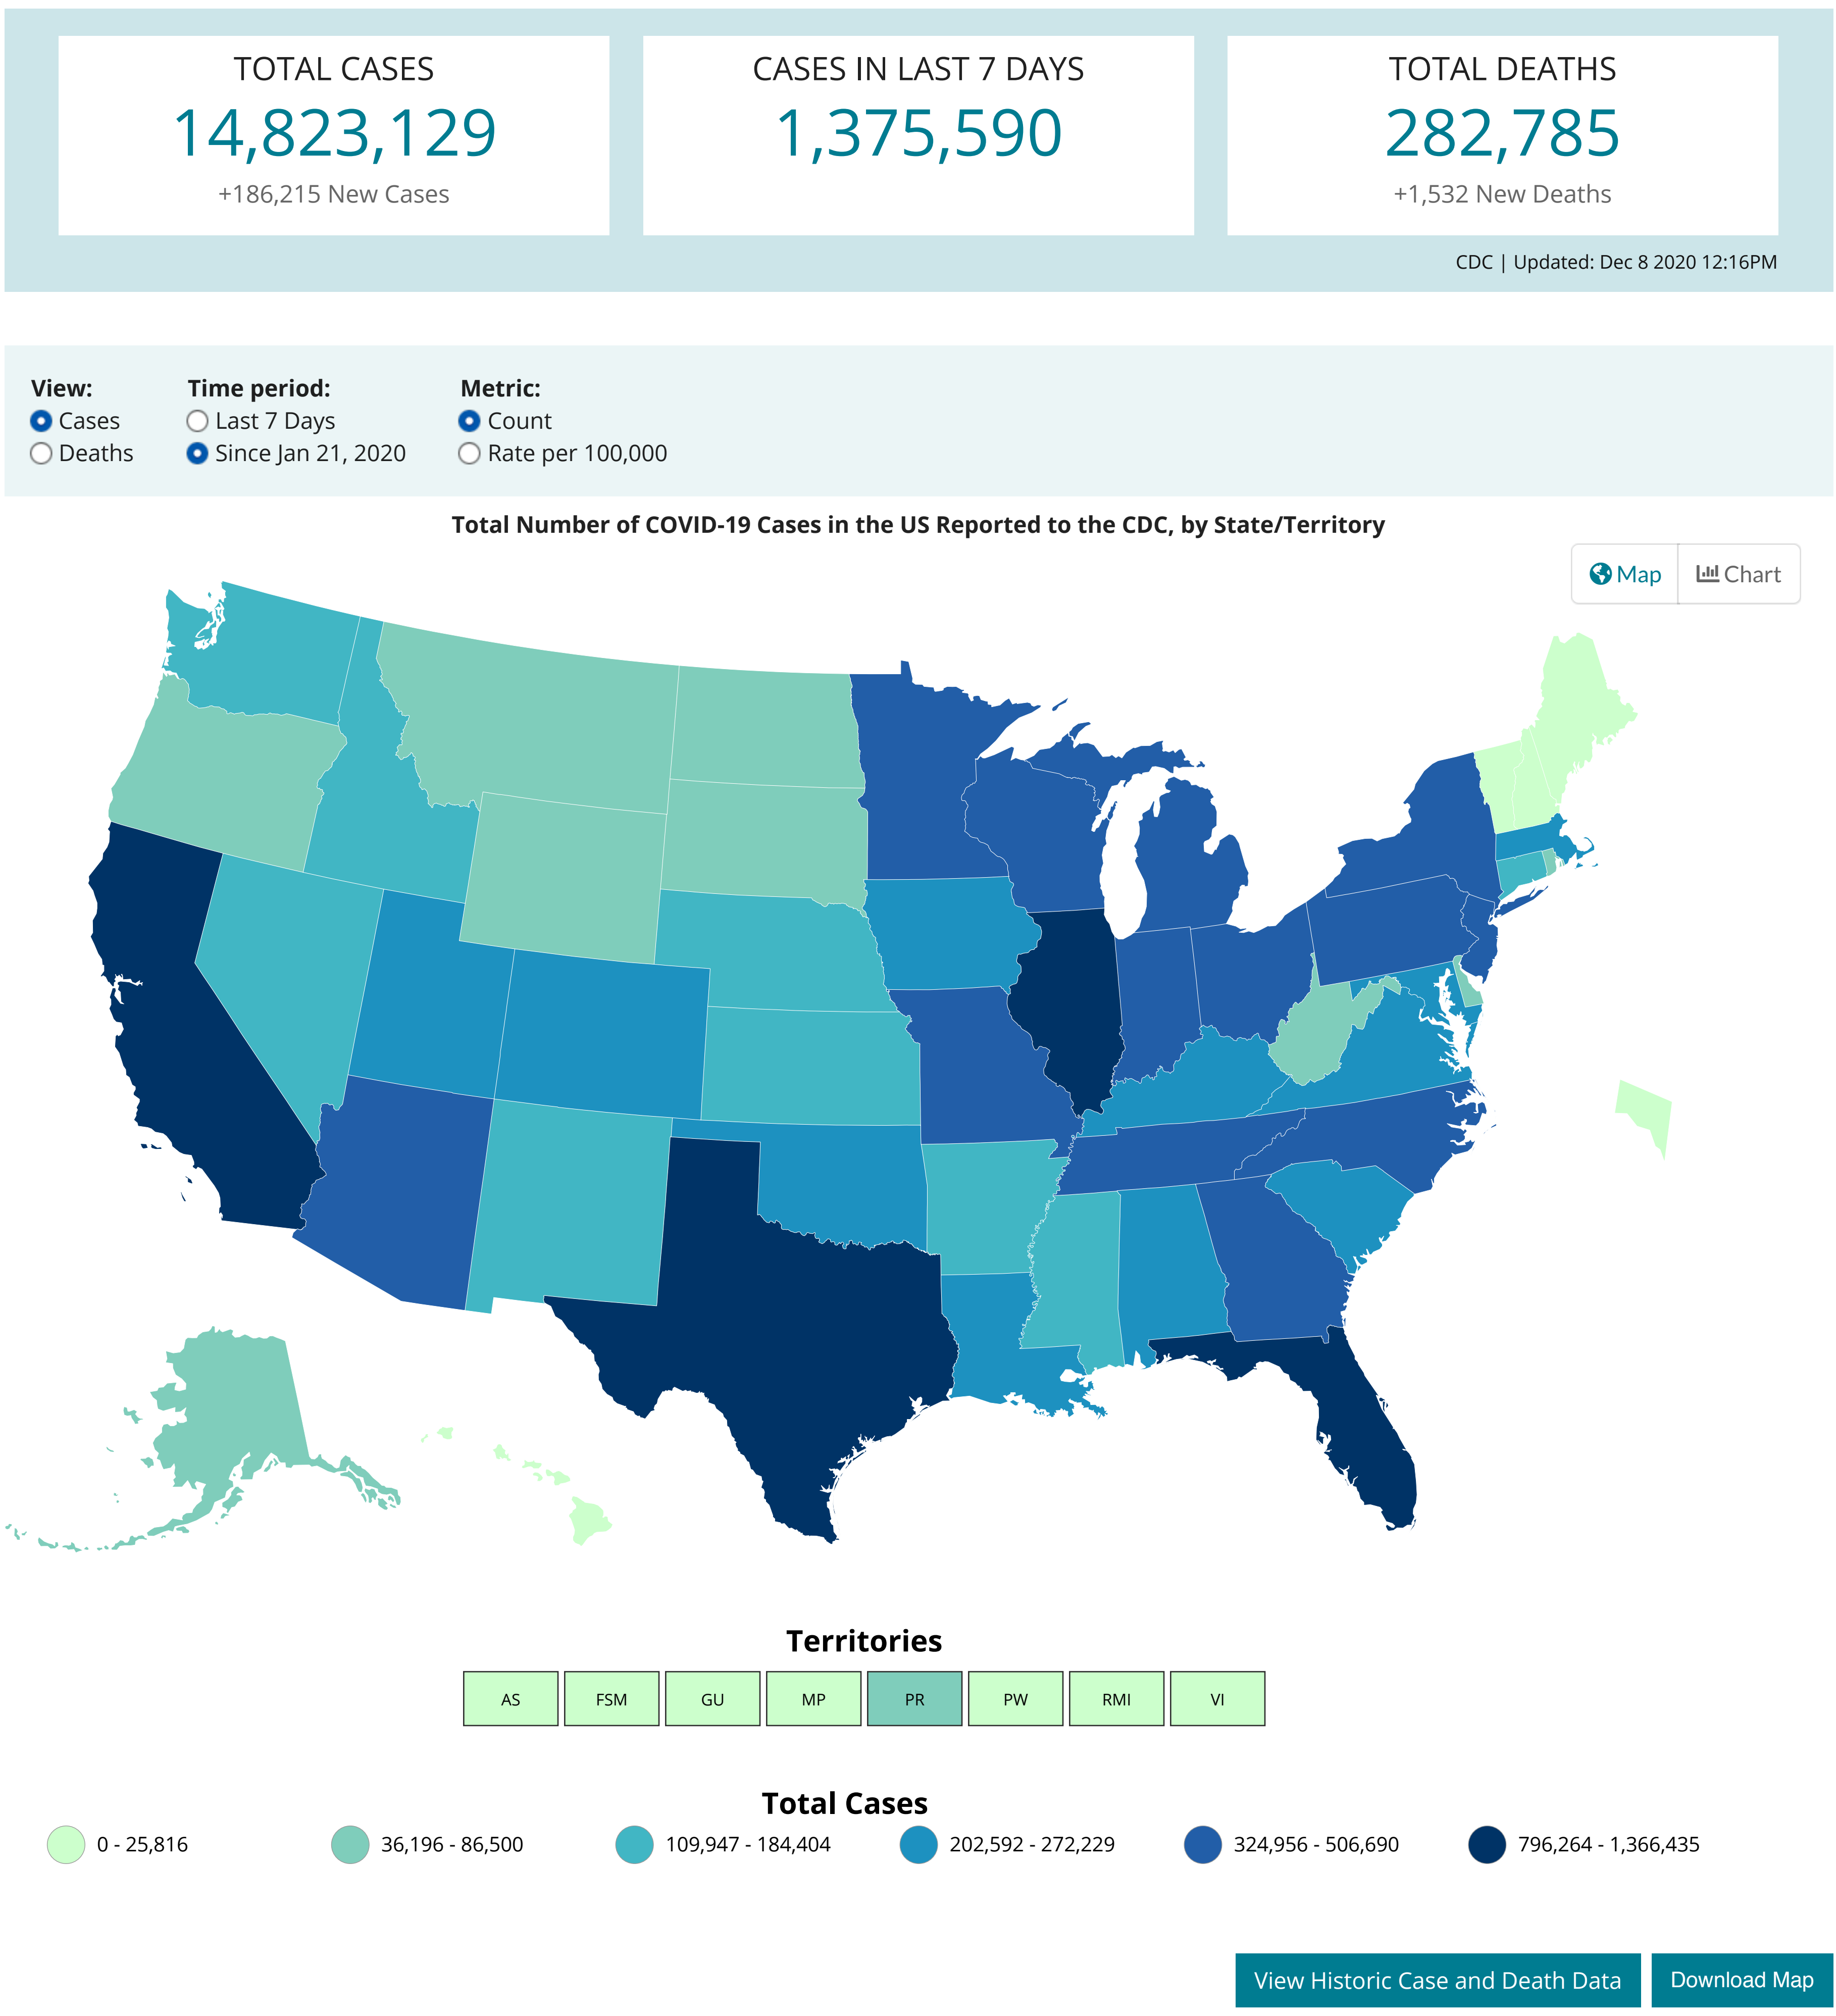 TOTAL CASES
14,823,129
+186,215 New Cases
CASES IN LAST 7 DAYS
1,375,590
TOTAL DEATHS
282,785
+1,532 New Deaths
CDC | Updated: Dec 8 2020 12:16PM
View:
Cases
Deaths
Time period:
Last 7 Days
Since Jan 21, 2020
Metric:
Count
Rate per 100,000
Total Number of COVID-19 Cases in the US Reported to the CDC, by State/Territory
Map
Chart
Territories
AS FSM GU MP PR PW RMI VI
Total Cases
0 - 25,816
36,196 - 86,500
109,947 - 184,404
202,592 - 272,229
324,956 - 506,690
796,264 - 1,366,435
View Historic Case and Death Data
Download Map